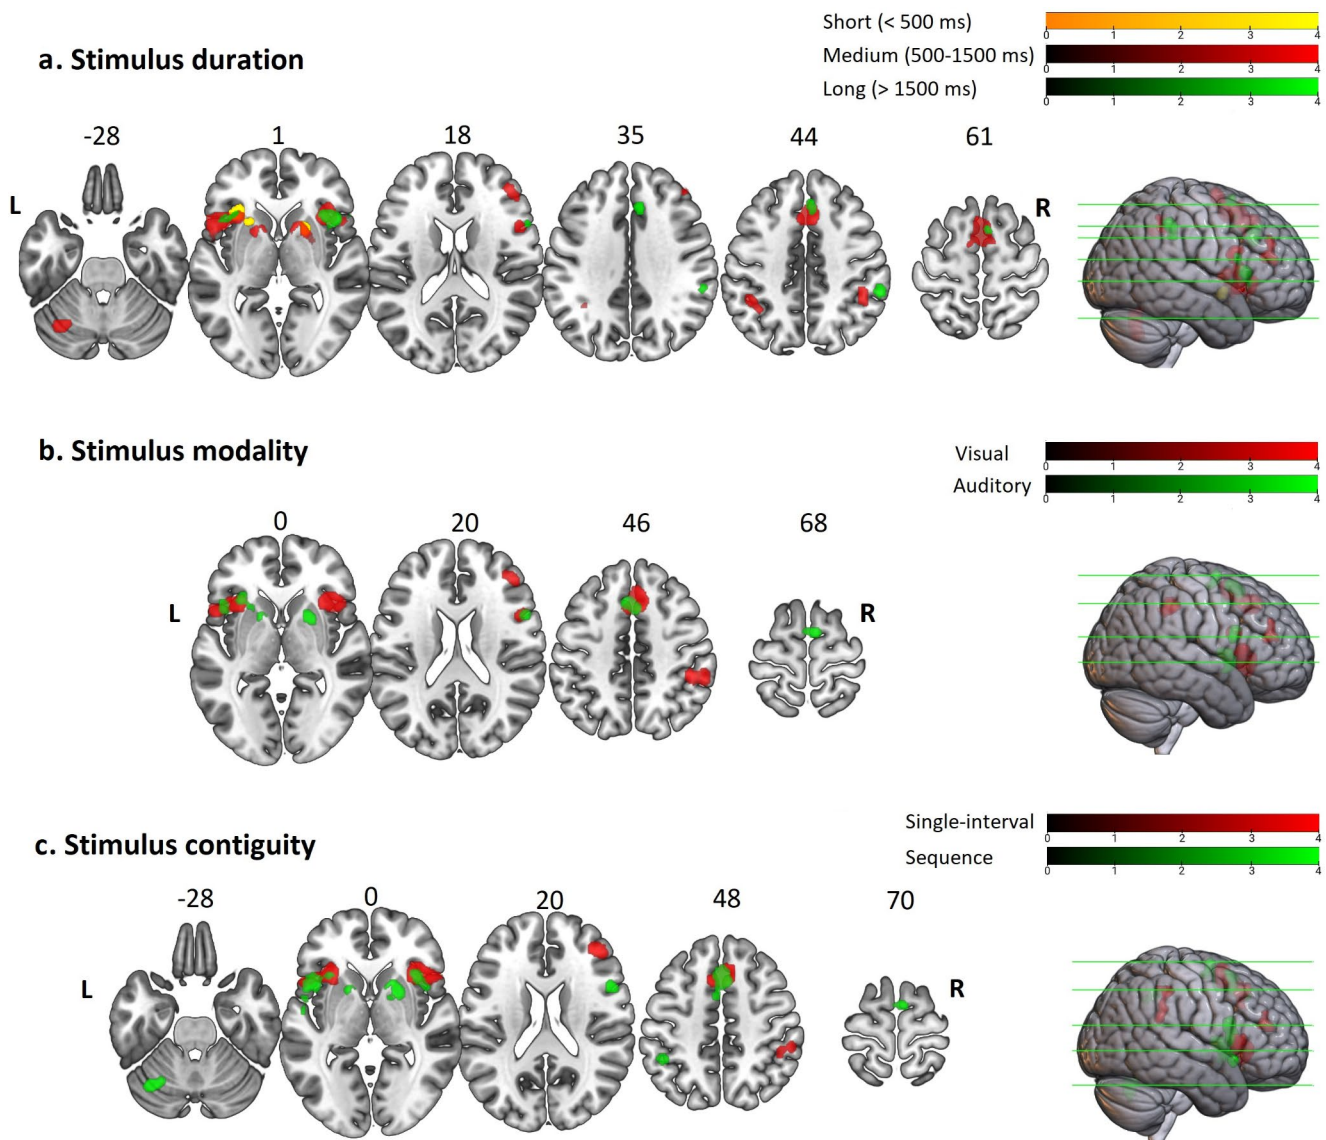 Short (< 500 ms)
0 1 2 3 4
a. Stimulus duration
Medium (500-1500 ms)
0 1 2 3 4
Long (> 1500 ms)
0 1 2 3 4
-28 1 18 35 44 61
L R
b. Stimulus modality
Visual
0 1 2 3 4
Auditory
0 1 2 3 4
0 20 46 68
L R
Single-interval
0 1 2 3 4
c. Stimulus contiguity
Sequence
0 1 2 3 4
-28 0 20 48 70
L R